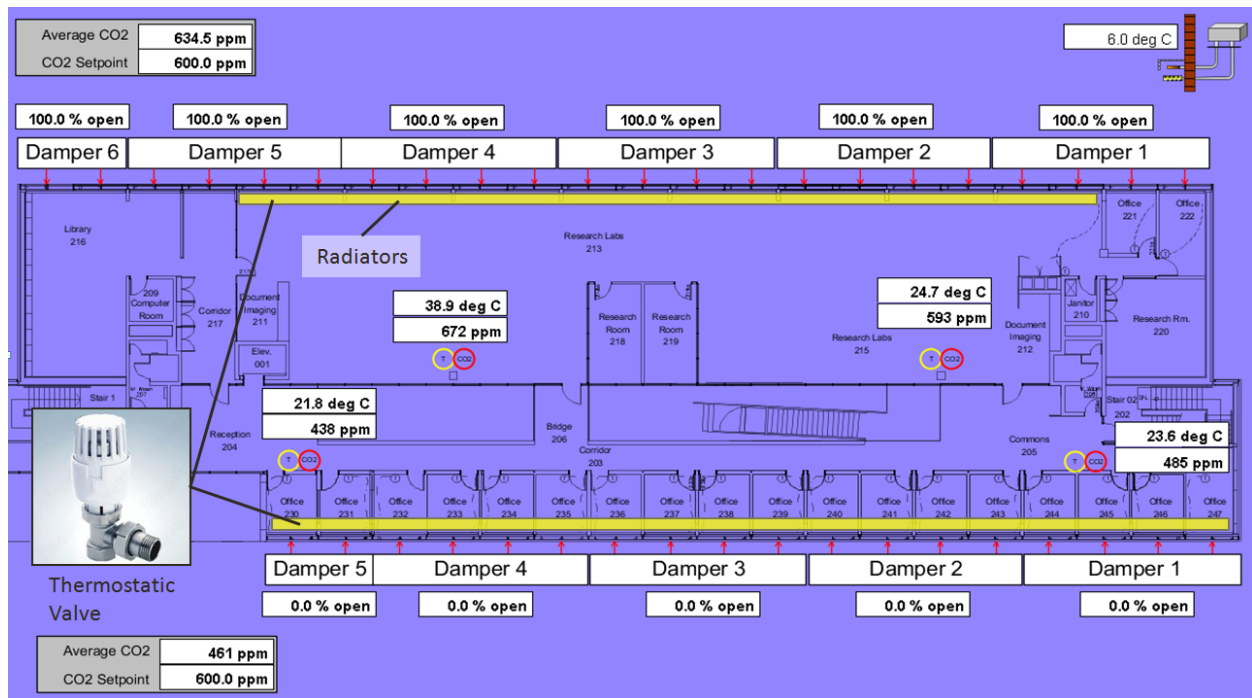 Average CO2 634.5 ppm
CO2 Setpoint 600.0 ppm
6.0 deg C
100.0 % open 100.0 % open 100.0 % open 100.0 % open 100.0 % open 100.0 % open
Damper 6 Damper 5 Damper 4 Damper 3 Damper 2 Damper 1
Library
216
Office
221
Office
222
Research Labs
213
Radiators
209
Computer
Room
Corridor
217
Document
Imaging
211
Elev.
001
38.9 deg C
672 ppm
T CO2
Research
Room
218
Research
Room
219
24.7 deg C
593 ppm
T CO2
Research Labs
215
Document
Imaging
212
Janitor
210
Research Rm.
220
Stair 1
Stair 02
202
21.8 deg C
438 ppm
T CO2
Reception
204
Bridge
206
Corridor
203
Commons
205
23.6 deg C
485 ppm
T CO2
Office Office Office Office Office Office Office Office Office Office Office Office Office Office Office Office Office Office
230 231 232 233 234 235 236 237 238 239 240 241 242 243 244 245 246 247
Thermostatic
Valve
Damper 5 Damper 4 Damper 3 Damper 2 Damper 1
0.0 % open 0.0 % open 0.0 % open 0.0 % open 0.0 % open
Average CO2 461 ppm
CO2 Setpoint 600.0 ppm